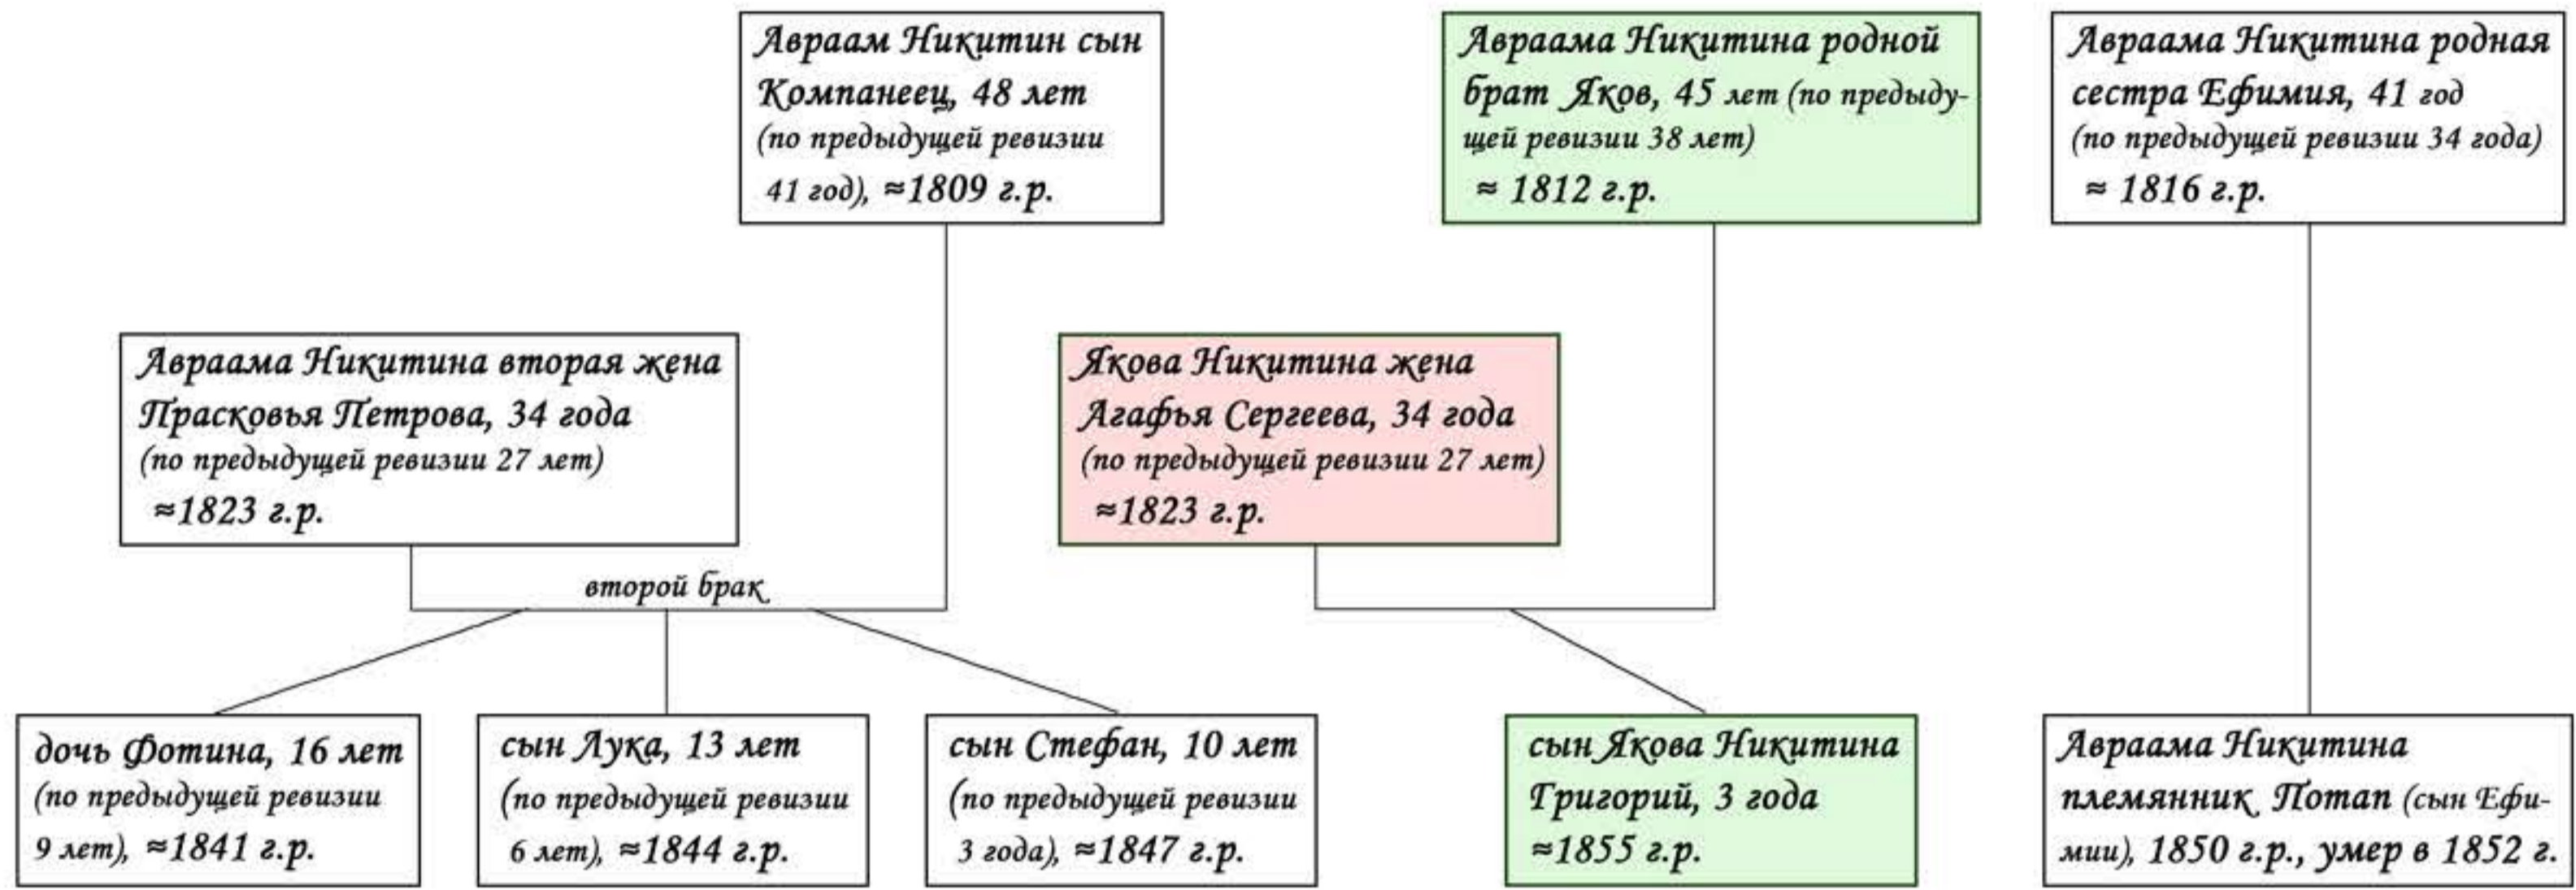 Авраам Никитин сын
Компанеец, 48 лет
(по предыдущей ревизии
41 год), ≈1809 г.р.
Авраама Никитина родной
брат Яков, 45 лет (по преды­ду-
щей ревизии 38 лет)
≈ 1812 г.р.
Авраама Никитина родная
сестра Ефимия, 41 год
(по предыдущей ревизии 34 года)
≈ 1816 г.р.
Авраама Никитина вторая жена
Прасковья Петрова, 34 года
(по предыдущей ревизии 27 лет)
≈1823 г.р.
Якова Никитина жена
Агафья Сергеева, 34 года
(по предыдущей ревизии 27 лет)
≈1823 г.р.
второй брак
дочь Фотина, 16 лет
(по предыдущей ревизии
9 лет), ≈1841 г.р.
сын Лука, 13 лет
(по предыдущей ревизии
6 лет), ≈1844 г.р.
сын Стефан, 10 лет
(по предыдущей ревизии
3 года), ≈1847 г.р.
сын Якова Никитина
Григорий, 3 года
≈1855 г.р.
Авраама Никитина
племянник Потап (сын Ефи-
мии), 1850 г.р., умер в 1852 г.